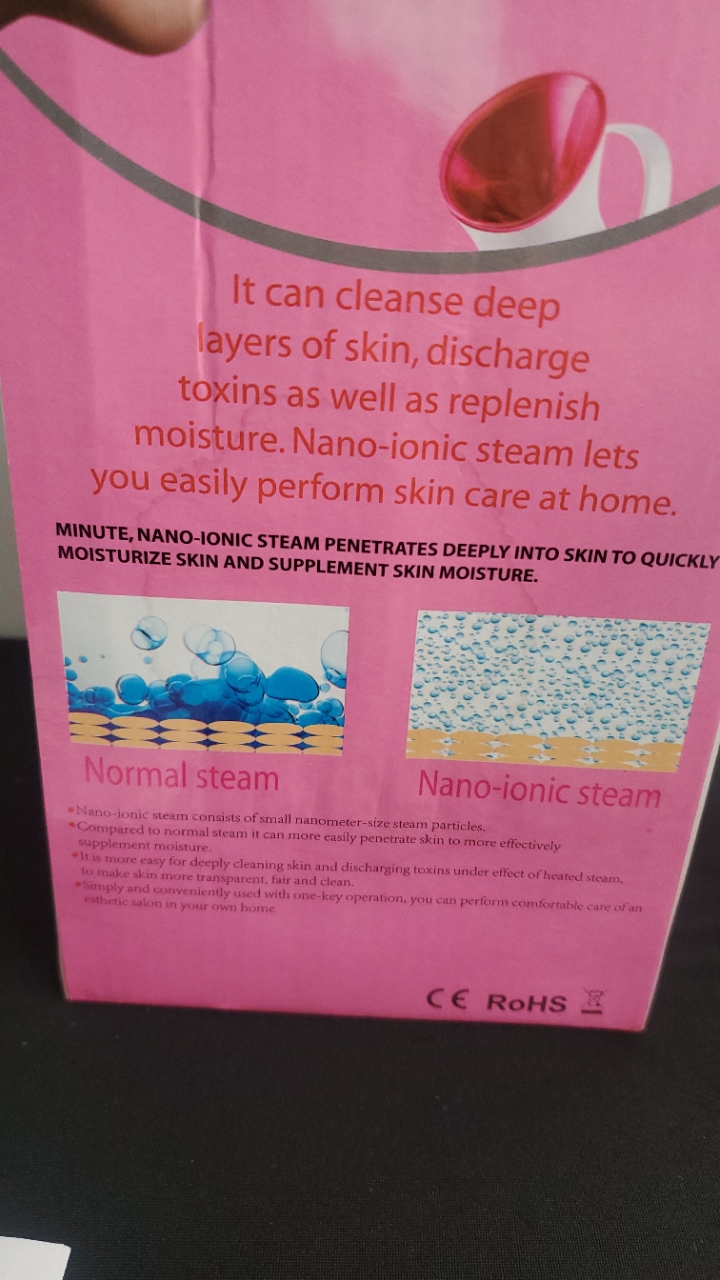 It can cleanse deep
layers of skin, discharge
toxins as well as replenish
moisture. Nano-ionic steam lets
you easily perform skin care at home.
MINUTE, NANO-IONIC STEAM PENETRATES DEEPLY INTO SKIN TO QUICKLY
MOISTURIZE SKIN AND SUPPLEMENT SKIN MOISTURE.
Normal steam
Nano-ionic steam
•Nano-ionic steam consists of small nanometer-size steam particles.
•Compared to normal steam it can more easily penetrate skin to more effectively
supplement moisture.
•It is more easy for deeply cleaning skin and discharging toxins under effect of heated steam,
to make skin more transparent, fair and clean.
•Simply and conveniently used with one-key operation, you can perform comfortable care of an
esthetic salon in your own home.
CE RoHS